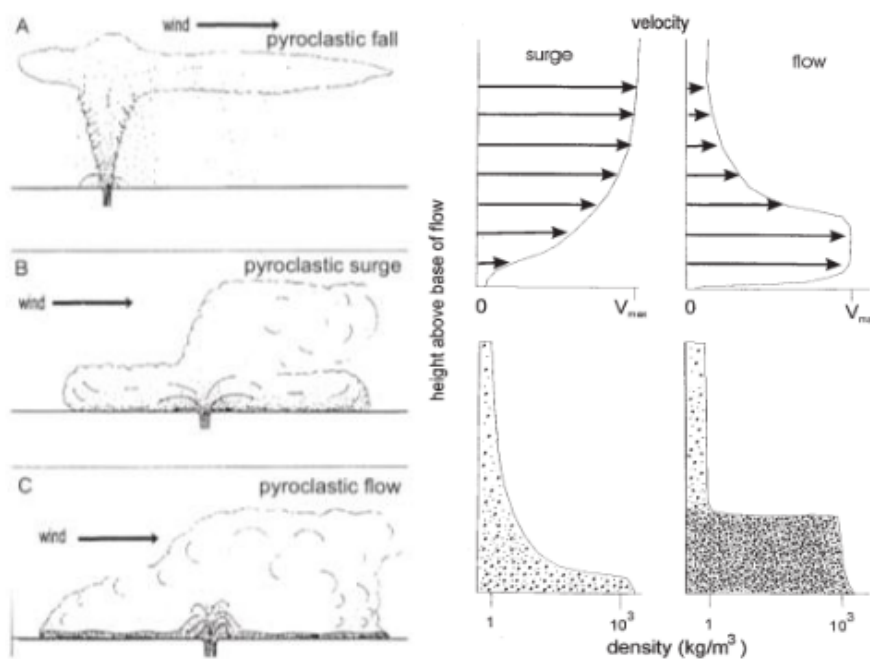 A
wind
pyroclastic fall
B
pyroclastic surge
wind
C
pyroclastic flow
wind
velocity
surge
flow
height above base of flow
0
Vmax
0
1
10³
1
10³
density (kg/m³)